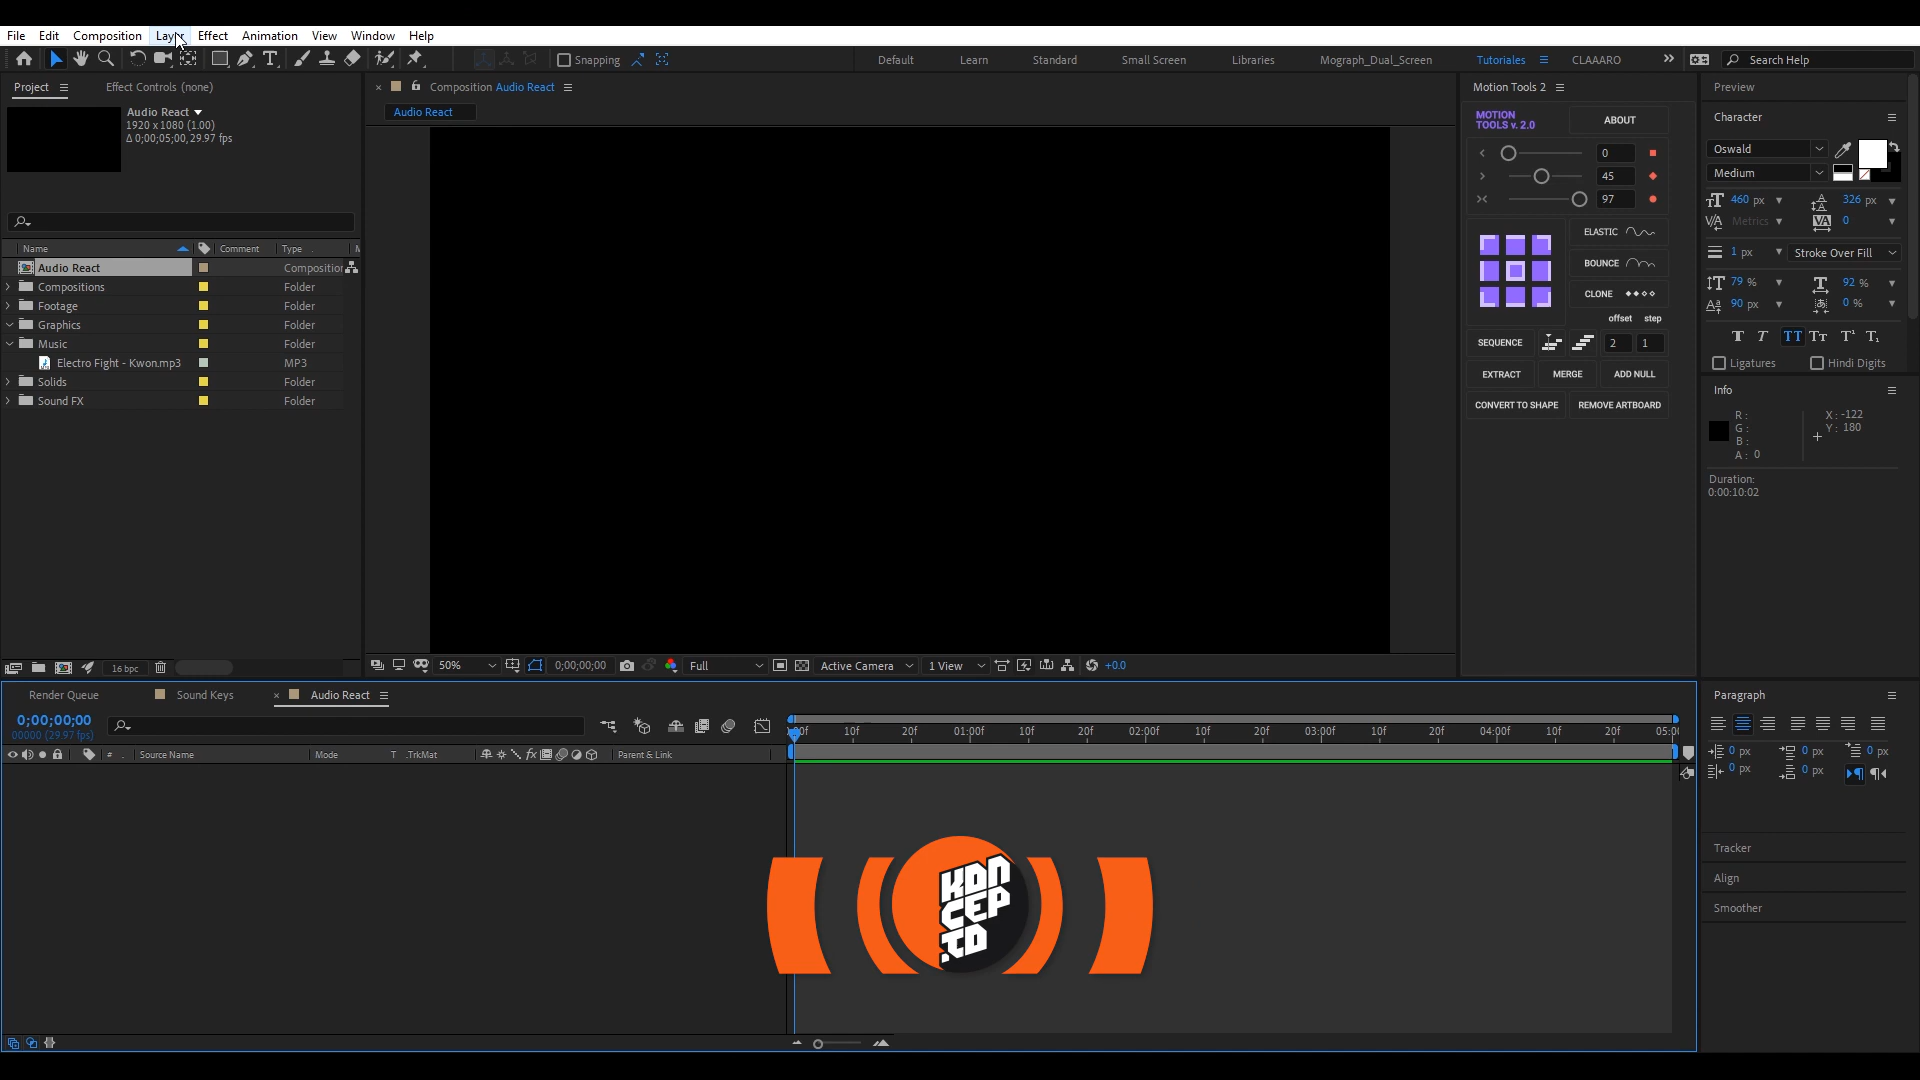 File Edit Composition Layer Effect Animation View Window Help
Snapping Default Learn Standard Small Screen Libraries Mograph_Dual_Screen Tutoriales CLAAARO Search Help
Project Effect Controls (none)
Audio React
1920 x 1080 (1.00)
Δ 0;00;05;00, 29.97 fps
Name Comment Type
Audio React Compositio
Compositions Folder
Footage Folder
Graphics Folder
Music Folder
Electro Fight - Kwon.mp3 MP3
Solids Folder
Sound FX Folder
16 bpc
Composition Audio React
Audio React
50% 0;00;00;00 Full Active Camera 1 View +0.0
Motion Tools 2
MOTION
TOOLS v. 2.0
ABOUT
0
45
97
ELASTIC
BOUNCE
CLONE
offset step
SEQUENCE 2 1
EXTRACT MERGE ADD NULL
CONVERT TO SHAPE REMOVE ARTBOARD
Preview
Character
Oswald
Medium
460 px 326 px
Metrics 0
1 px Stroke Over Fill
79 % 92 %
90 px 0 %
T T TT Tт T¹ T₁
Ligatures Hindi Digits
Info
R :
G :
B :
A : 0
X : -122
Y : 180
Duration:
0:00:10:02
Render Queue Sound Keys Audio React
0;00;00;00
00000 (29.97 fps)
# Source Name Mode T .TrkMat Parent & Link
:00f 10f 20f 01:00f 10f 20f 02:00f 10f 20f 03:00f 10f 20f 04:00f 10f 20f 05:0
KON
CEP
.TO
Paragraph
0 px 0 px 0 px
0 px 0 px
Tracker
Align
Smoother